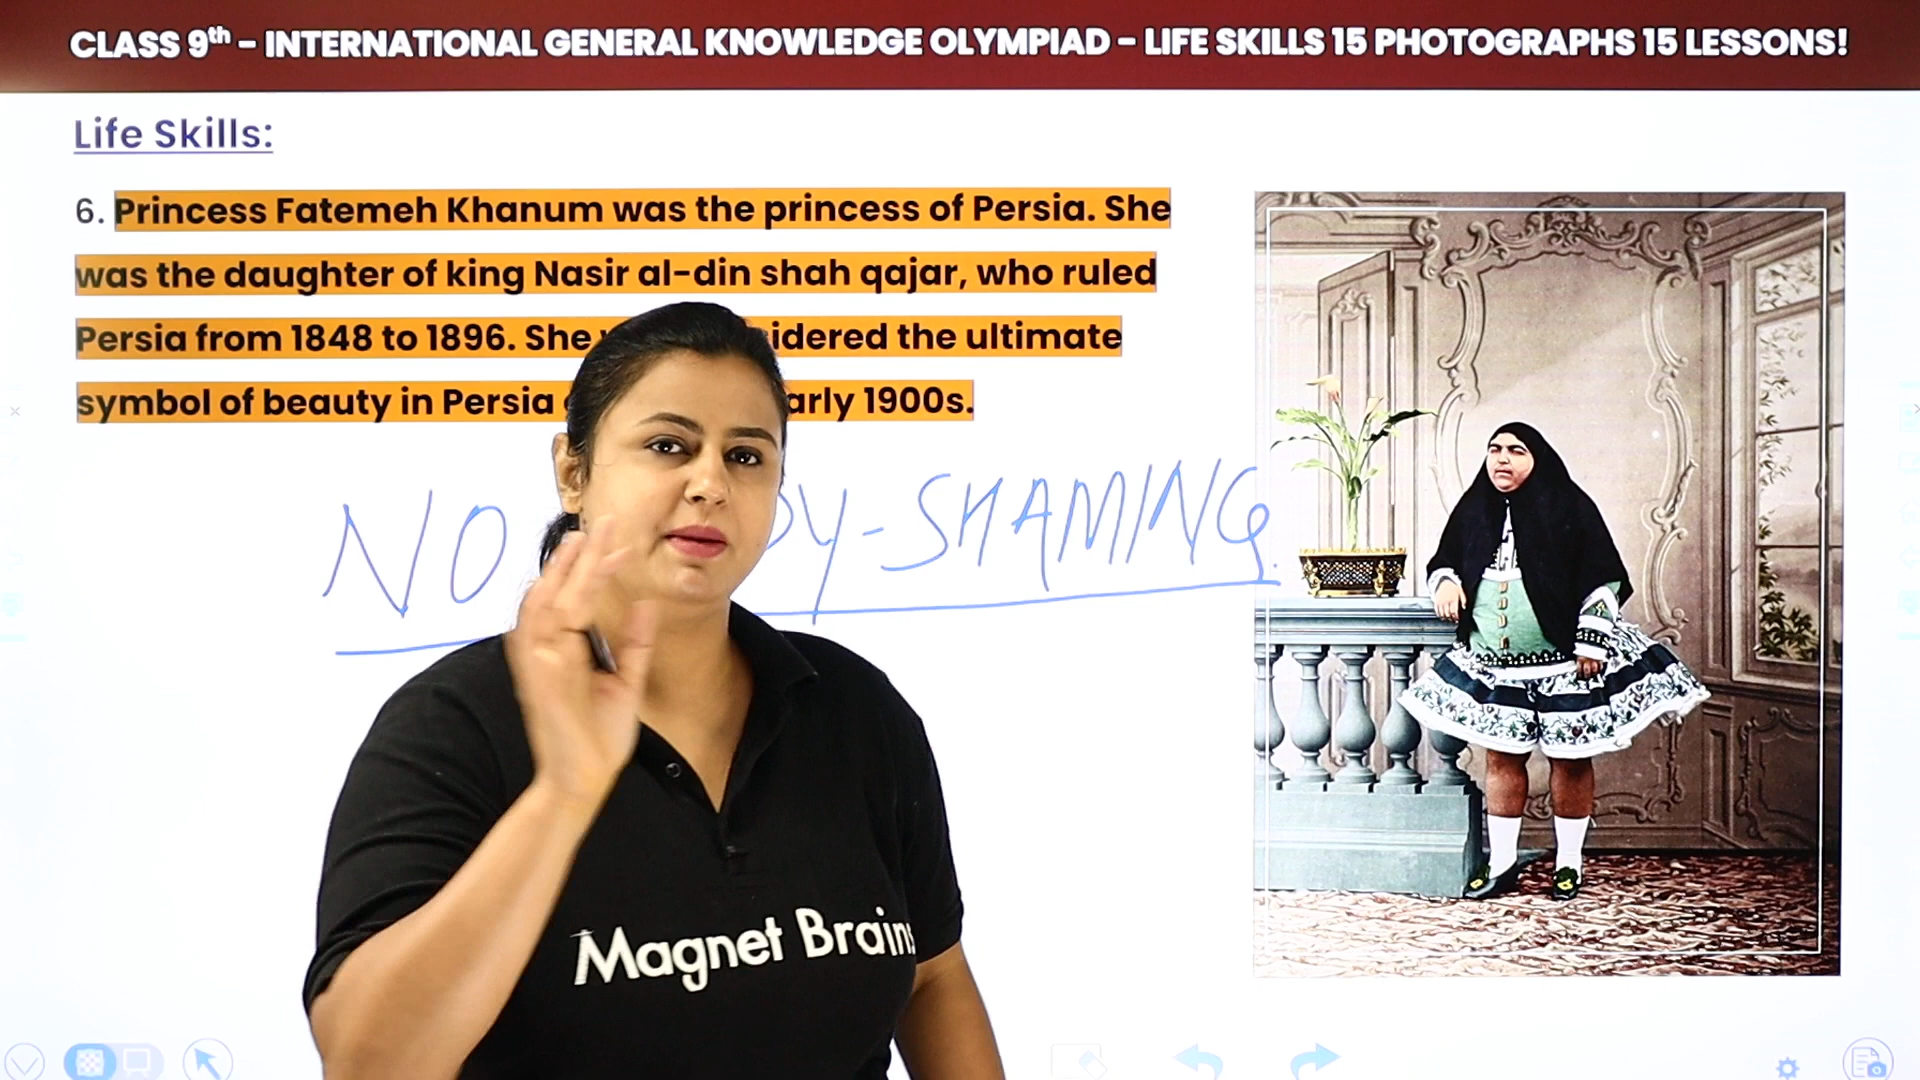 CLASS 9th – INTERNATIONAL GENERAL KNOWLEDGE OLYMPIAD – LIFE SKILLS 15 PHOTOGRAPHS 15 LESSONS!
Life Skills:
6. Princess Fatemeh Khanum was the princess of Persia. She
was the daughter of king Nasir al-din shah qajar, who ruled
Persia from 1848 to 1896. She idered the ultimate
symbol of beauty in Persia arly 1900s.
NO DY-SHAMING
Magnet Brains